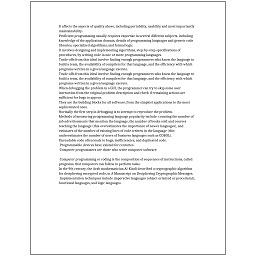 It affects the aspects of quality above, including portability, usability and most importantly
maintainability.
Proficient programming usually requires expertise in several different subjects, including
knowledge of the application domain, details of programming languages and generic code
libraries, specialized algorithms, and formal logic.
It involves designing and implementing algorithms, step-by-step specifications of
procedures, by writing code in one or more programming languages.
Trade-offs from this ideal involve finding enough programmers who know the language to
build a team, the availability of compilers for that language, and the efficiency with which
programs written in a given language execute.
Trade-offs from this ideal involve finding enough programmers who know the language to
build a team, the availability of compilers for that language, and the efficiency with which
programs written in a given language execute.
When debugging the problem in a GUI, the programmer can try to skip some user
interaction from the original problem description and check if remaining actions are
sufficient for bugs to appear.
They are the building blocks for all software, from the simplest applications to the most
sophisticated ones.
Normally the first step in debugging is to attempt to reproduce the problem.
Methods of measuring programming language popularity include: counting the number of
job advertisements that mention the language, the number of books sold and courses
teaching the language (this overestimates the importance of newer languages), and
estimates of the number of existing lines of code written in the language (this
underestimates the number of users of business languages such as COBOL).
Unreadable code often leads to bugs, inefficiencies, and duplicated code.
Programmable devices have existed for centuries.
Computer programmers are those who write computer software.

Computer programming or coding is the composition of sequences of instructions, called
programs, that computers can follow to perform tasks.
In the 9th century, the Arab mathematician Al-Kindi described a cryptographic algorithm
for deciphering encrypted code, in A Manuscript on Deciphering Cryptographic Messages.
Implementation techniques include imperative languages (object-oriented or procedural),
functional languages, and logic languages.